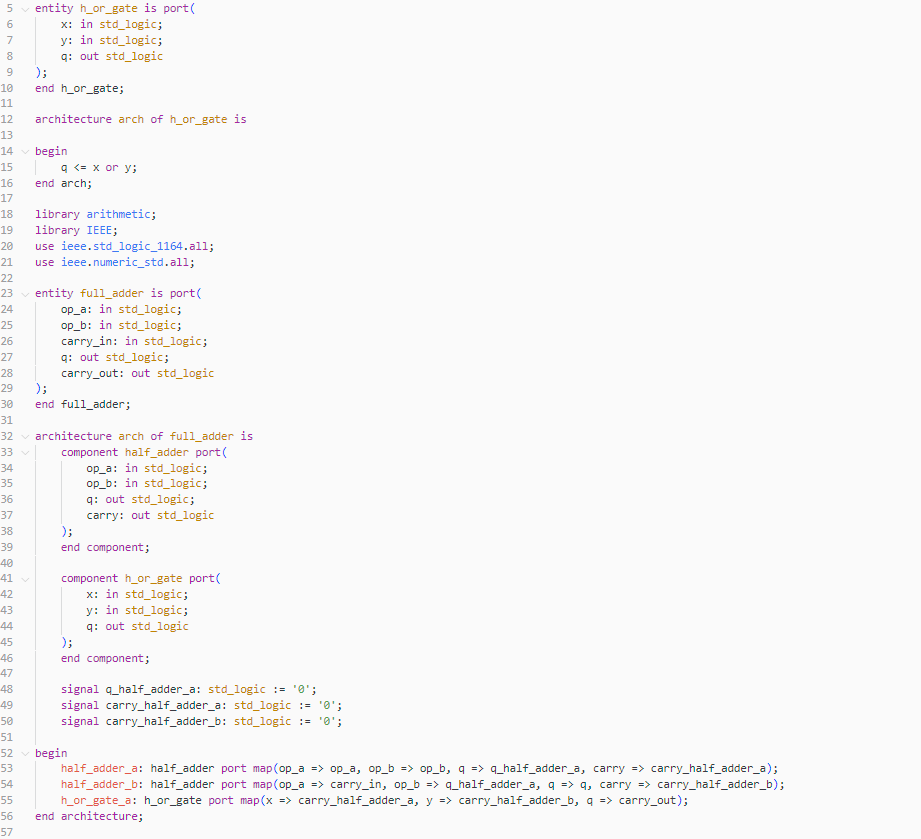 5 entity h_or_gate is port(
6     x: in std_logic;
7     y: in std_logic;
8     q: out std_logic
9 );
10 end h_or_gate;
11
12 architecture arch of h_or_gate is
13
14 begin
15     q <= x or y;
16 end arch;
17
18 library arithmetic;
19 library IEEE;
20 use ieee.std_logic_1164.all;
21 use ieee.numeric_std.all;
22
23 entity full_adder is port(
24     op_a: in std_logic;
25     op_b: in std_logic;
26     carry_in: in std_logic;
27     q: out std_logic;
28     carry_out: out std_logic
29 );
30 end full_adder;
31
32 architecture arch of full_adder is
33     component half_adder port(
34         op_a: in std_logic;
35         op_b: in std_logic;
36         q: out std_logic;
37         carry: out std_logic
38     );
39     end component;
40
41     component h_or_gate port(
42         x: in std_logic;
43         y: in std_logic;
44         q: out std_logic
45     );
46     end component;
47
48     signal q_half_adder_a: std_logic := '0';
49     signal carry_half_adder_a: std_logic := '0';
50     signal carry_half_adder_b: std_logic := '0';
51
52 begin
53     half_adder_a: half_adder port map(op_a => op_a, op_b => op_b, q => q_half_adder_a, carry => carry_half_adder_a);
54     half_adder_b: half_adder port map(op_a => carry_in, op_b => q_half_adder_a, q => q, carry => carry_half_adder_b);
55     h_or_gate_a: h_or_gate port map(x => carry_half_adder_a, y => carry_half_adder_b, q => carry_out);
56 end architecture;
57